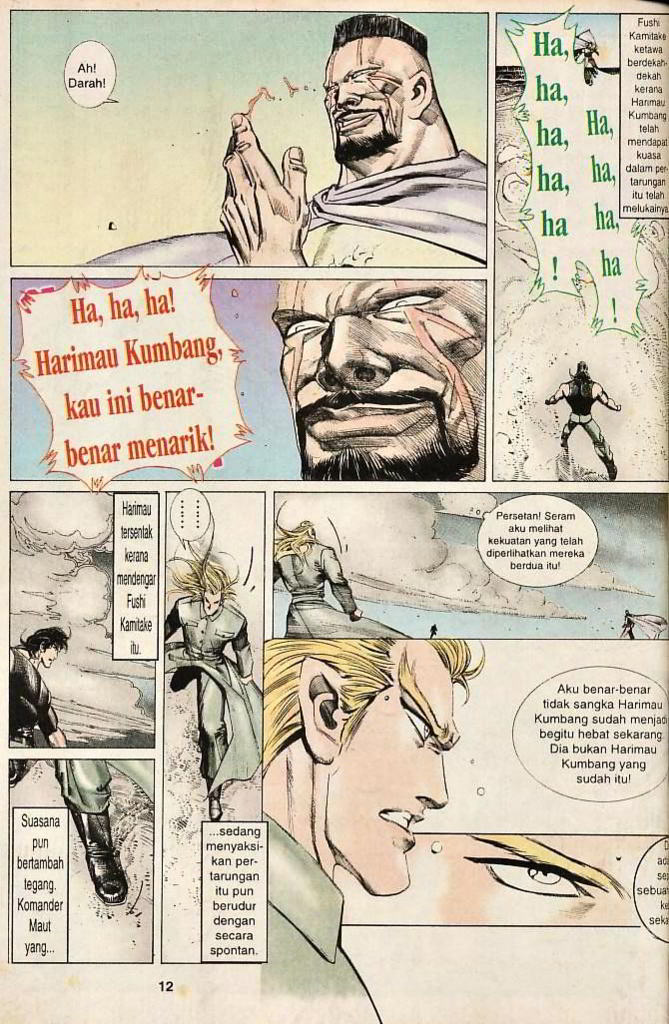 Ah!
Darah!
Ha,
ha,
ha,
ha,
ha
!
Ha,
ha,
ha,
ha
!
Fushi
Kamitake
ketawa
berdekah-
dekah
kerana
Harimau
Kumbang
telah
mendapat
kuasa
dalam per-
tarungan
itu telah
melukainya
Ha, ha, ha!
Harimau Kumbang,
kau ini benar-
benar menarik!
Harimau
tersentak
kerana
mendengar
Fushi
Kamitake
itu.
......
Persetan! Seram
aku melihat
kekuatan yang telah
diperlihatkan mereka
berdua itu!
Suasana
pun
bertambah
tegang.
Komander
Maut
yang...
...sedang
menyaksi-
kan per-
tarungan
itu pun
berudur
dengan
secara
spontan.
Aku benar-benar
tidak sangka Harimau
Kumbang sudah menjadi
begitu hebat sekarang.
Dia bukan Harimau
Kumbang yang
sudah itu!
12